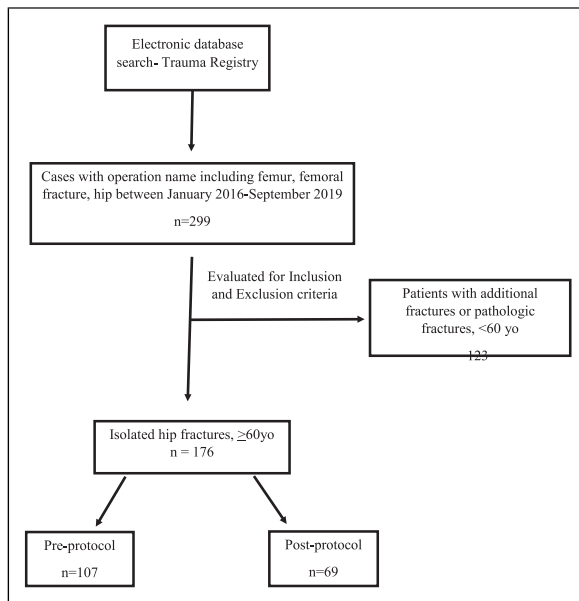 Electronic database
search- Trauma Registry
Cases with operation name including femur, femoral
fracture, hip between January 2016-September 2019
n=299
Evaluated for Inclusion
and Exclusion criteria
Patients with additional
fractures or pathologic
fractures, <60 yo
123
Isolated hip fractures, ≥60yo
n = 176
Pre-protocol
n=107
Post-protocol
n=69